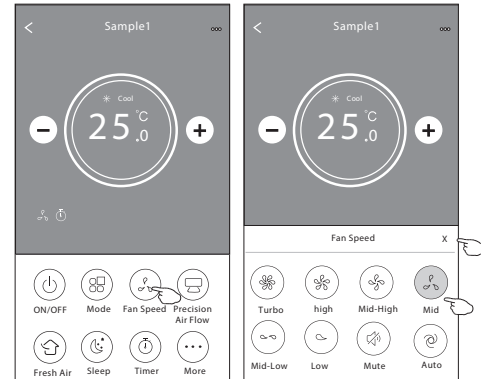 Sample1
Cool
25.0 °C
ON/OFF
Mode
Fan Speed
Precision
Air Flow
Fresh Air
Sleep
Timer
More
Sample1
Cool
25.0 °C
Fan Speed
X
Turbo
high
Mid-High
Mid
Mid-Low
Low
Mute
Auto